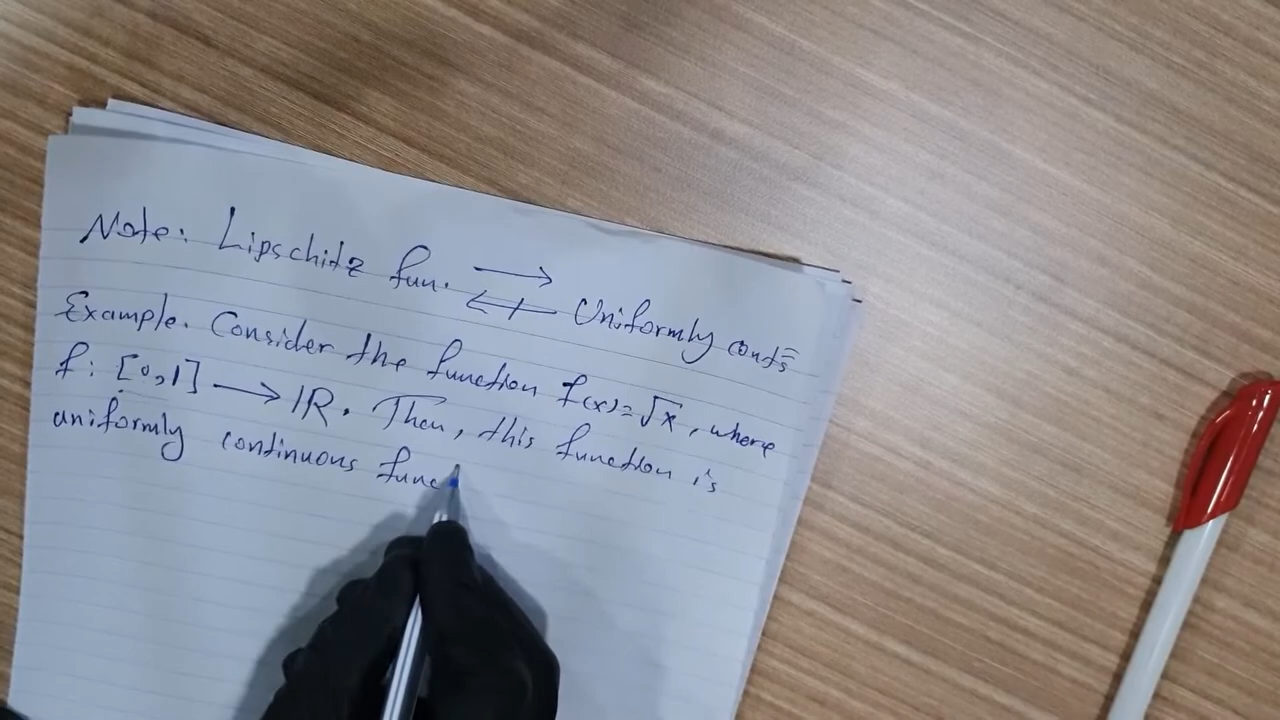 Note: Lipschitz fun. ⟶ ⟵̸ Uniformly conts
Example. Consider the function f(x)=√x, where
f: [0,1] ⟶ IR. Then, this function is
uniformly continuous func